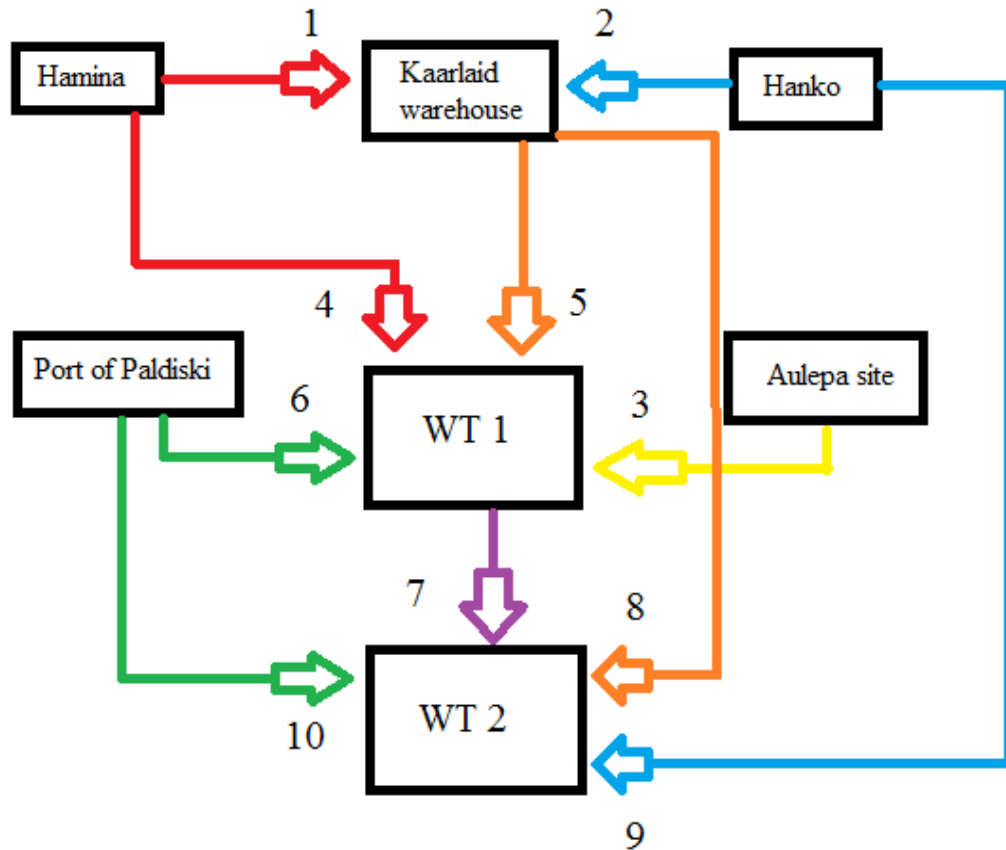 1
2
Hamina
Kaarlaid
warehouse
Hanko
4
5
Port of Paldiski
Aulepa site
6
WT 1
3
7
8
WT 2
10
9